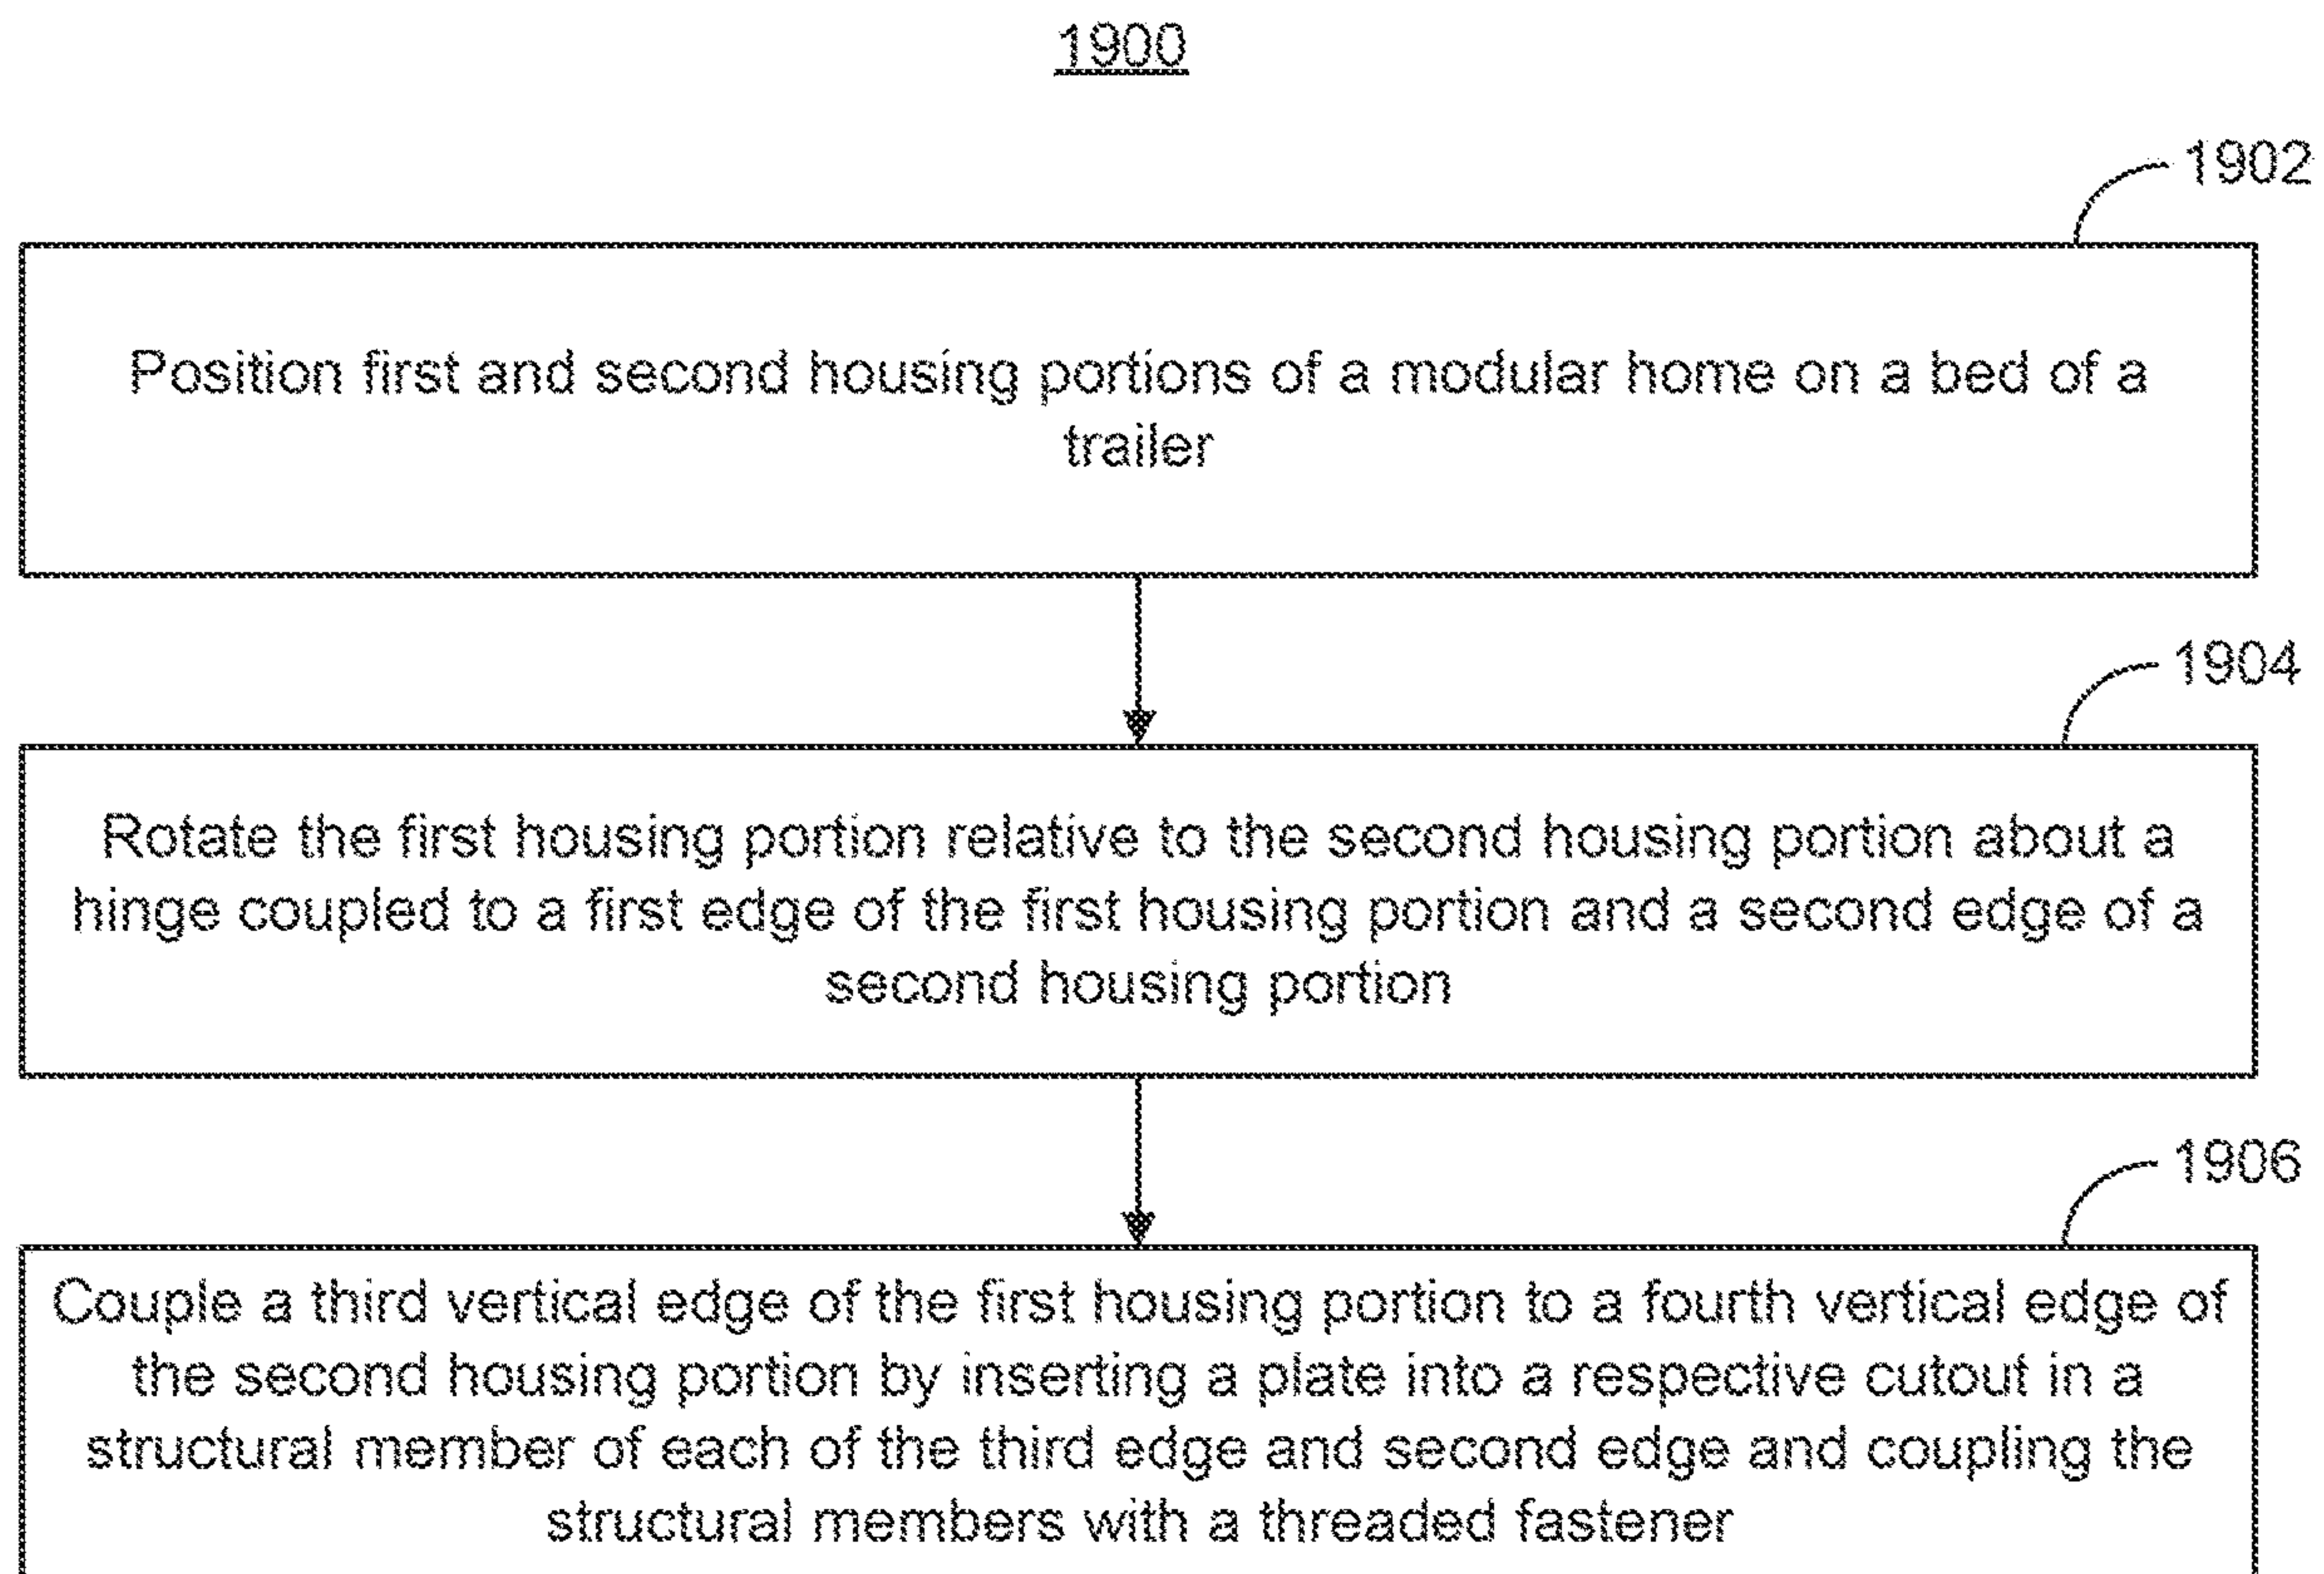 1900
1902
Position first and second housing portions of a modular home on a bed of a
trailer
1904
Rotate the first housing portion relative to the second housing portion about a
hinge coupled to a first edge of the first housing portion and a second edge of a
second housing portion
1906
Couple a third vertical edge of the first housing portion to a fourth vertical edge of
the second housing portion by inserting a plate into a respective cutout in a
structural member of each of the third edge and second edge and coupling the
structural members with a threaded fastener